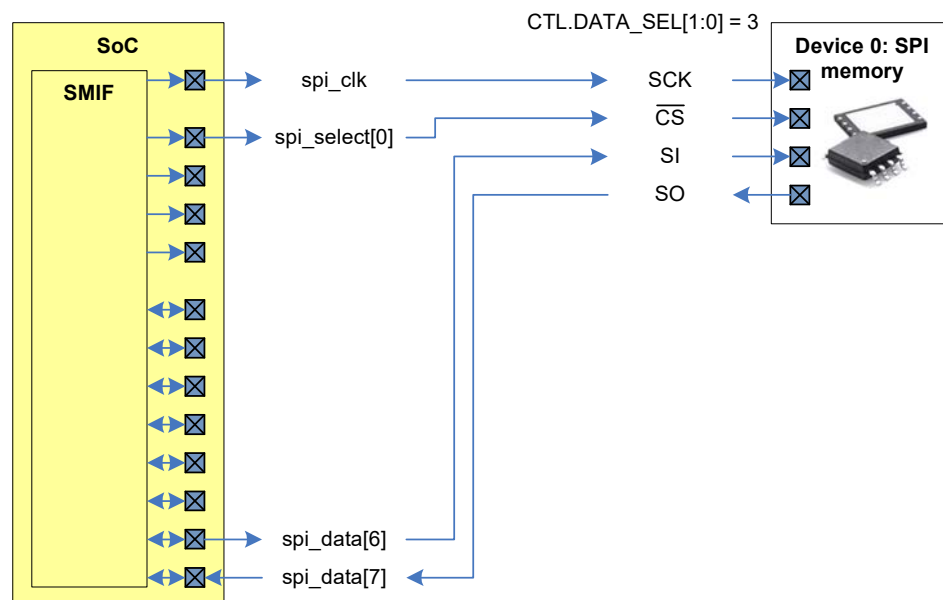 CTL.DATA_SEL[1:0] = 3
SoC
SMIF
Device 0: SPI
memory
spi_clk
SCK
spi_select[0]
CS
SI
SO
spi_data[6]
spi_data[7]